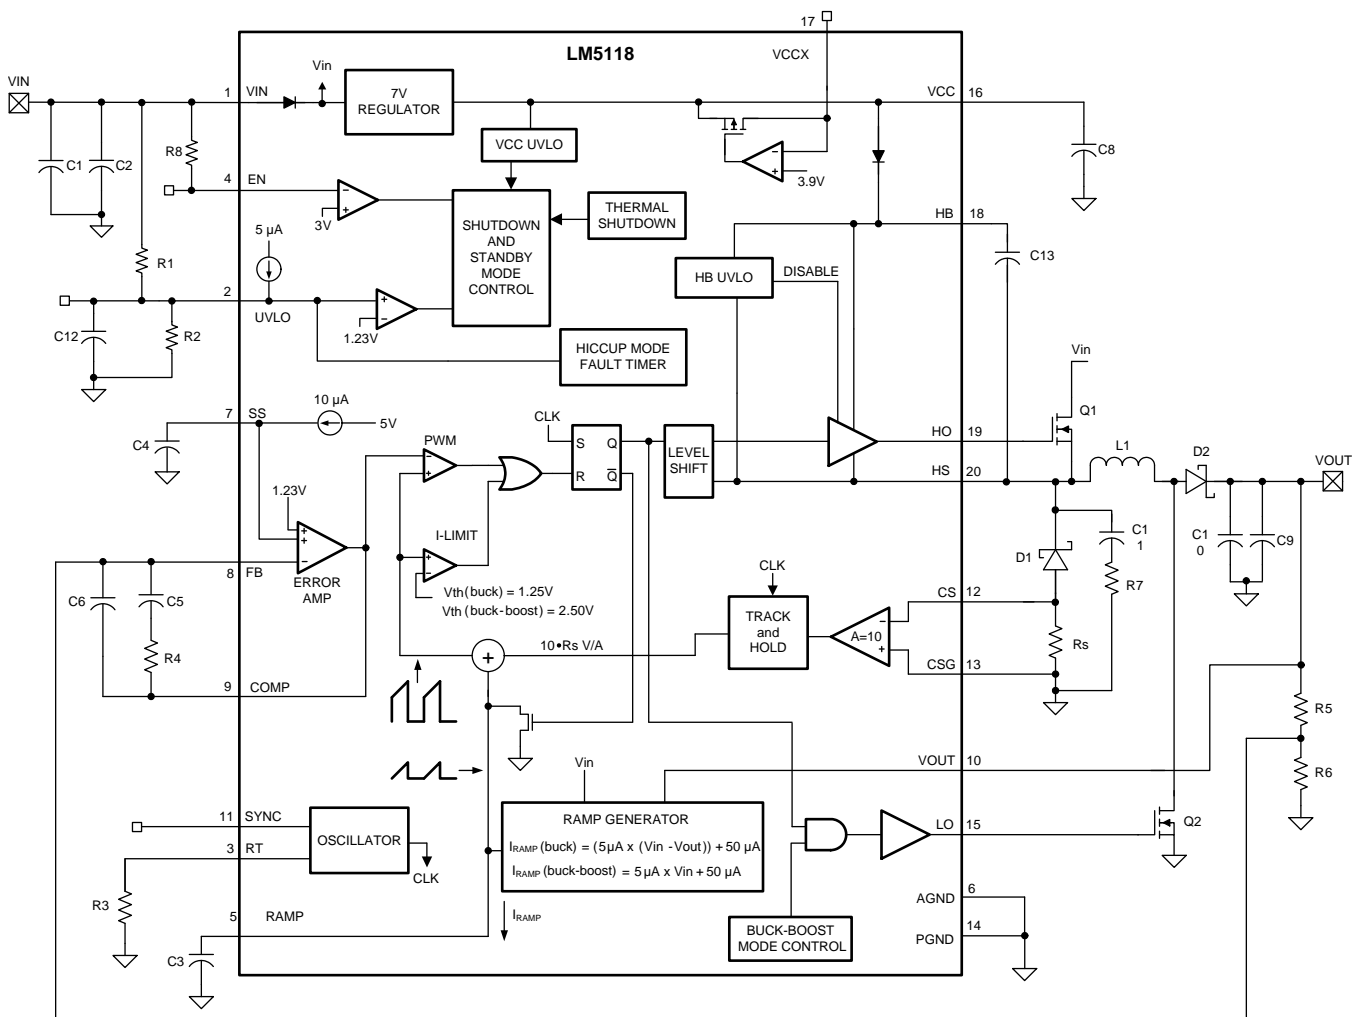 17
LM5118
VCCX
VIN
1 VIN
Vin
7V
REGULATOR
VCC 16
C1
C2
R8
VCC UVLO
C8
3.9V
4 EN
3V
THERMAL
SHUTDOWN
SHUTDOWN
AND
STANDBY
MODE
CONTROL
HB 18
5 µA
R1
C13
HB UVLO
DISABLE
2
UVLO
C12
R2
1.23V
HICCUP MODE
FAULT TIMER
Vin
10 µA
7 SS
5V
C4
CLK
Q1
PWM
S Q
R Q
LEVEL
SHIFT
HO 19
HS 20
L1
D2
VOUT
1.23V
I-LIMIT
C1
1
C1
0
C9
D1
R7
8 FB
ERROR
AMP
Vth(buck) = 1.25V
Vth(buck-boost) = 2.50V
CLK
CS 12
C6
C5
TRACK
and
HOLD
A=10
Rs
R4
10•Rs V/A
CSG 13
9 COMP
+
R5
VOUT 10
Vin
R6
11 SYNC
OSCILLATOR
RAMP GENERATOR
IRAMP (buck) = (5µA x (Vin -Vout)) + 50 µA
IRAMP (buck-boost) = 5 µA x Vin + 50 µA
LO 15
Q2
3 RT
CLK
R3
5 RAMP
IRAMP
BUCK-BOOST
MODE CONTROL
6
AGND
14
PGND
C3